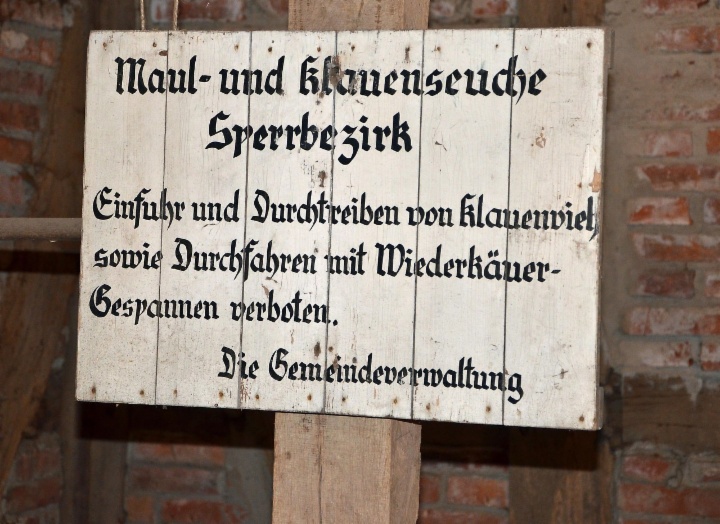 Maul- und Klauenseuche
Sperrbezirk
Einfuhr und Durchtreiben von Klauenvieh
sowie Durchfahren mit Wiederkäuer-
Gespannen verboten.
Die Gemeindeverwaltung